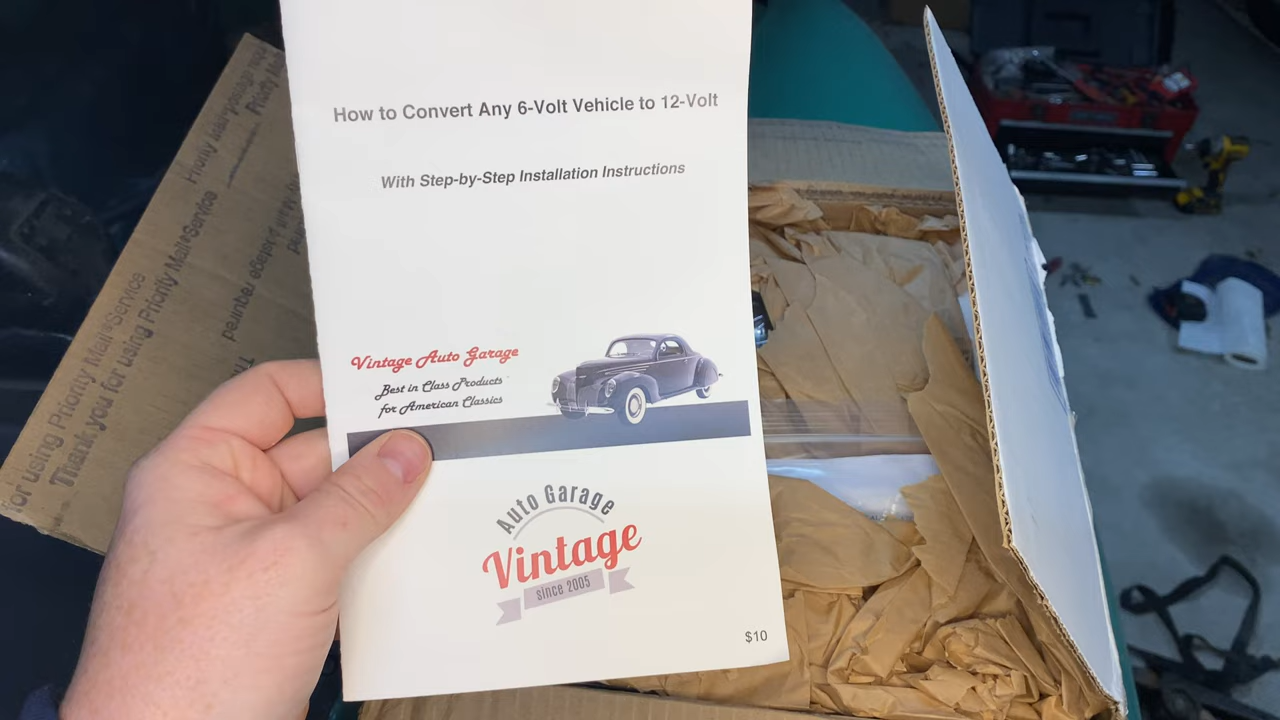 How to Convert Any 6-Volt Vehicle to 12-Volt
With Step-by-Step Installation Instructions
Vintage Auto Garage
Best in Class Products
for American Classics
Auto Garage
Vintage
since 2005
$10
for using Priority Mail® Service
Thank you for using Priority Mail® Service
Priority